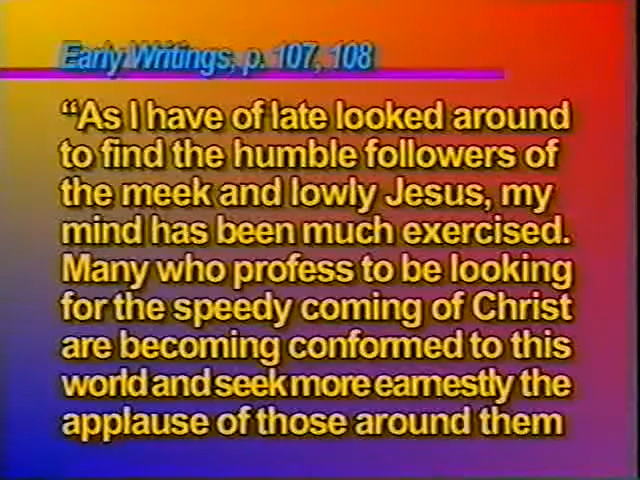 Early Writings, p. 107, 108
“As I have of late looked around
to find the humble followers of
the meek and lowly Jesus, my
mind has been much exercised.
Many who profess to be looking
for the speedy coming of Christ
are becoming conformed to this
world and seek more earnestly the
applause of those around them